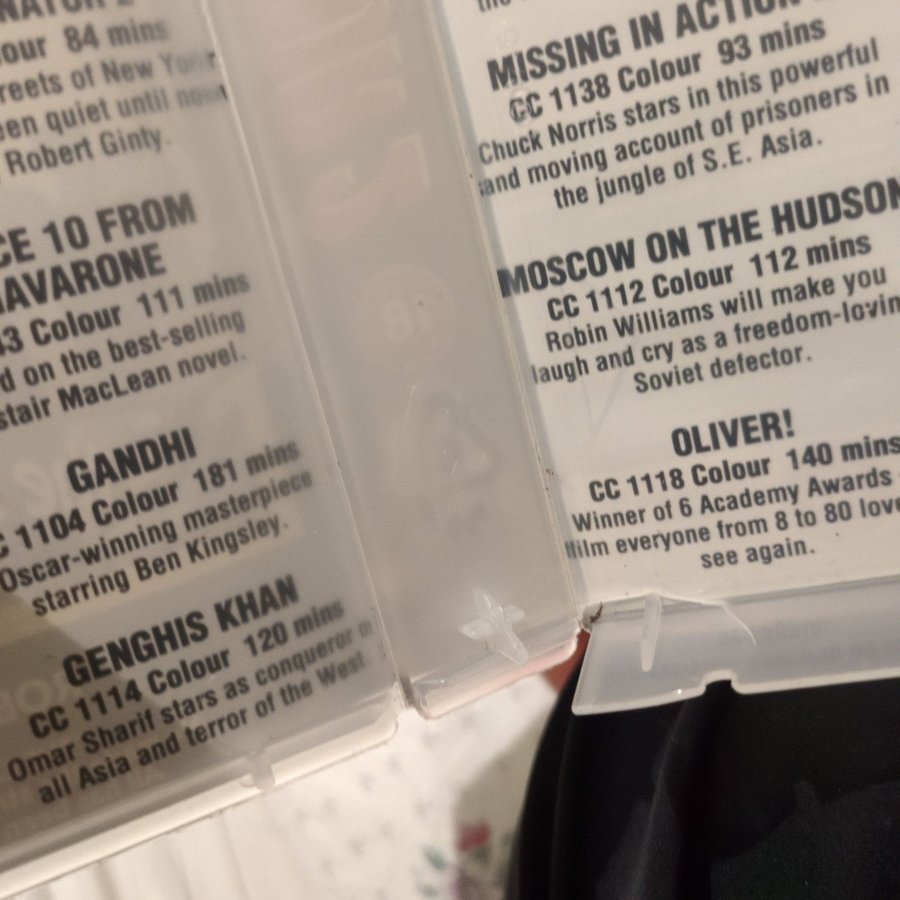 our 84 mins
reets of New York
een quiet until now
Robert Ginty.
CE 10 FROM
NAVARONE
43 Colour 111 mins
d on the best-selling
stair MacLean novel.
GANDHI
C 1104 Colour 181 mins
Oscar-winning masterpiece
starring Ben Kingsley.
GENGHIS KHAN
CC 1114 Colour 120 mins
Omar Sharif stars as conqueror of
all Asia and terror of the West.
MISSING IN ACTION
CC 1138 Colour 93 mins
Chuck Norris stars in this powerful
and moving account of prisoners in
the jungle of S.E. Asia.
MOSCOW ON THE HUDSON
CC 1112 Colour 112 mins
Robin Williams will make you
laugh and cry as a freedom-lovin
Soviet defector.
OLIVER!
CC 1118 Colour 140 mins
Winner of 6 Academy Awards
film everyone from 8 to 80 love
see again.